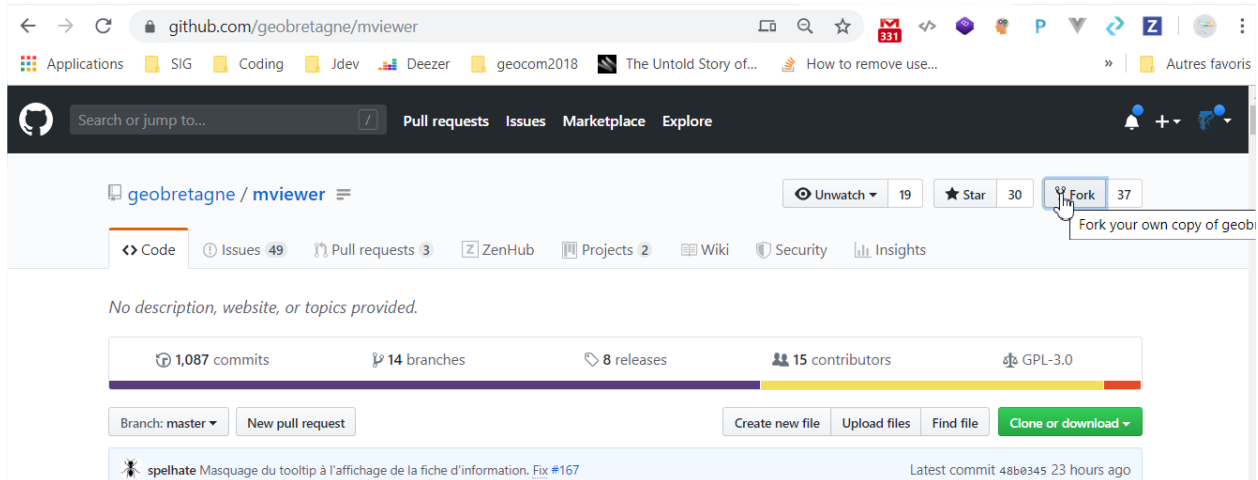 github.com/geobretagne/mviewer 331 P Z
Applications SIG Coding Jdev Deezer geocom2018 The Untold Story of... How to remove use... » Autres favoris
Search or jump to... / Pull requests Issues Marketplace Explore
geobretagne / mviewer Unwatch 19 Star 30 Fork 37
Fork your own copy of geobr
Code Issues 49 Pull requests 3 Z ZenHub Projects 2 Wiki Security Insights
No description, website, or topics provided.
1,087 commits 14 branches 8 releases 15 contributors GPL-3.0
Branch: master New pull request Create new file Upload files Find file Clone or download
spelhate Masquage du tooltip à l'affichage de la fiche d'information. Fix #167 Latest commit 48b0345 23 hours ago